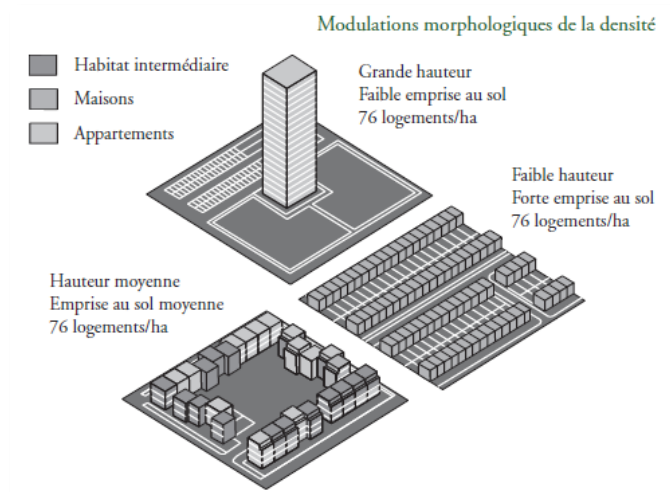 Modulations morphologiques de la densité
Habitat intermédiaire
Maisons
Appartements
Grande hauteur
Faible emprise au sol
76 logements/ha
Faible hauteur
Forte emprise au sol
76 logements/ha
Hauteur moyenne
Emprise au sol moyenne
76 logements/ha